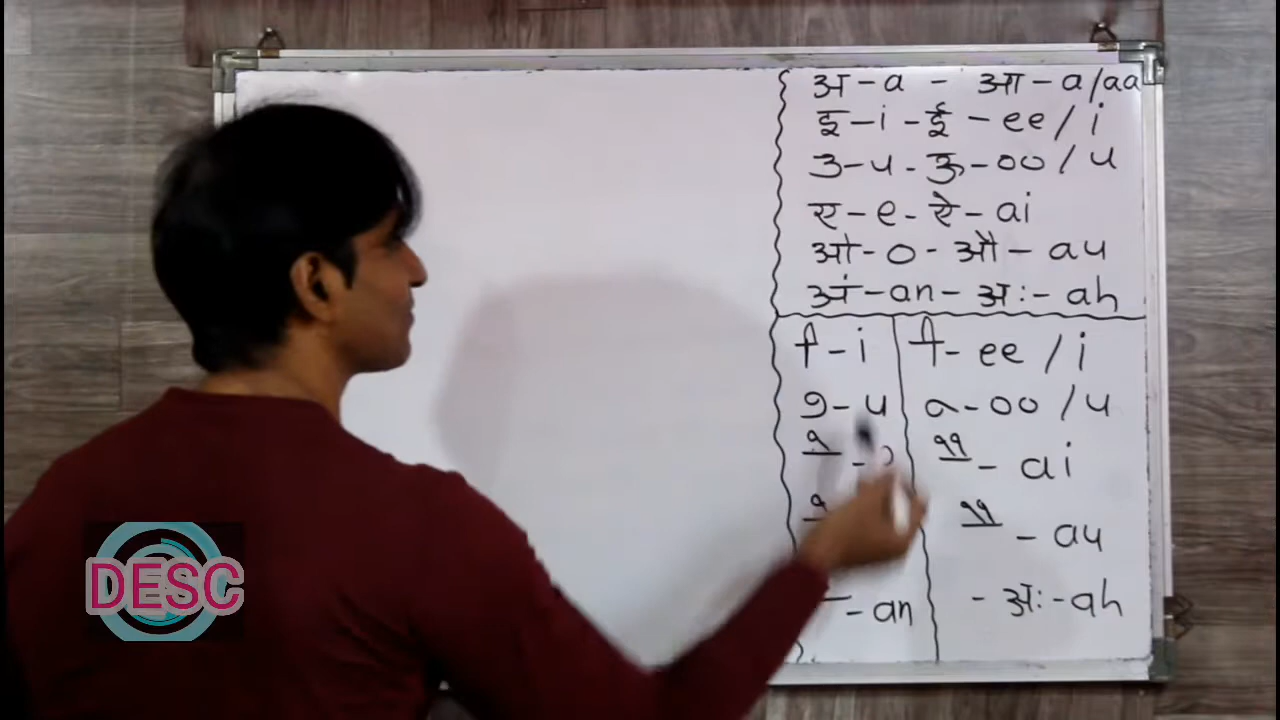 अ-a - आ-a/aa
इ-i-ई-ee/i
उ-u-ऊ-oo/u
ए-e-ऐ-ai
ओ-o-औ-au
अं-an-अः-ah
ि-i ी-ee/i
ु-u ू-oo/u
े- ै-ai
ौ-au
-an -अः-ah
DESC